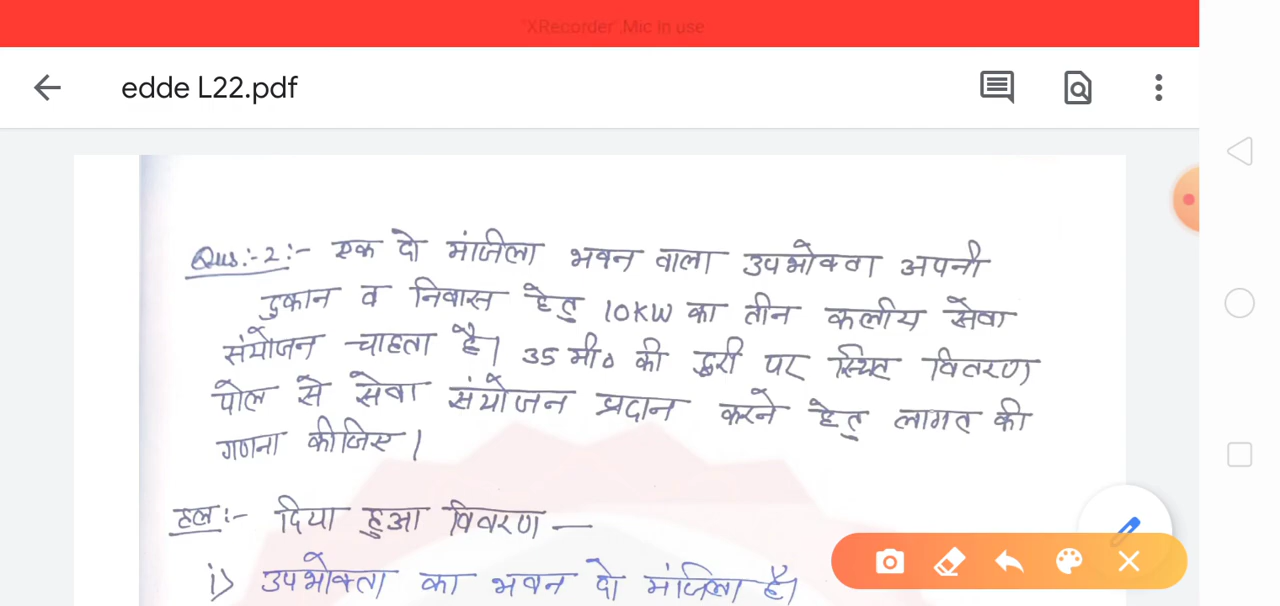 "XRecorder".Mic in use
edde L22.pdf
Ques:-2:- एक दो मंजिला भवन वाला उपभोक्ता अपनी
दुकान व निवास हेतु 10KW का तीन कलीय सेवा
संयोजन चाहता है। 35 मी० की दूरी पर स्थित वितरण
पोल से सेवा संयोजन प्रदान करने हेतु लागत की
गणना कीजिए।
हल:- दिया हुआ विवरण —
i) उपभोक्ता का भवन दो मंजिला है।